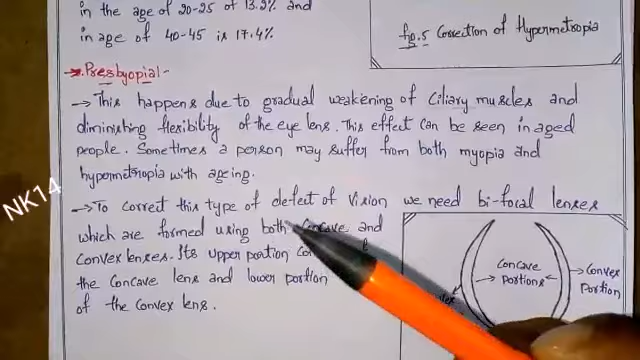 in the age of 20-25 of 13.2% and
in age of 40-45 is 17.4%
fig.5 Correction of Hypermetropia
Presbyopial-
→ This happens due to gradual weakening of Ciliary muscles and
diminishing flexibility of the eye lens. This effect can be seen in aged
people. Sometimes a person may suffer from both myopia and
hypermetropia with ageing.
→ To correct this type of defect of Vision we need bi-focal lenses
which are formed using both Concave and
Convex lenses. Its upper portion
the Concave lens and lower portion
of the Convex lens.
Concave
portions
Convex
portion
NK14